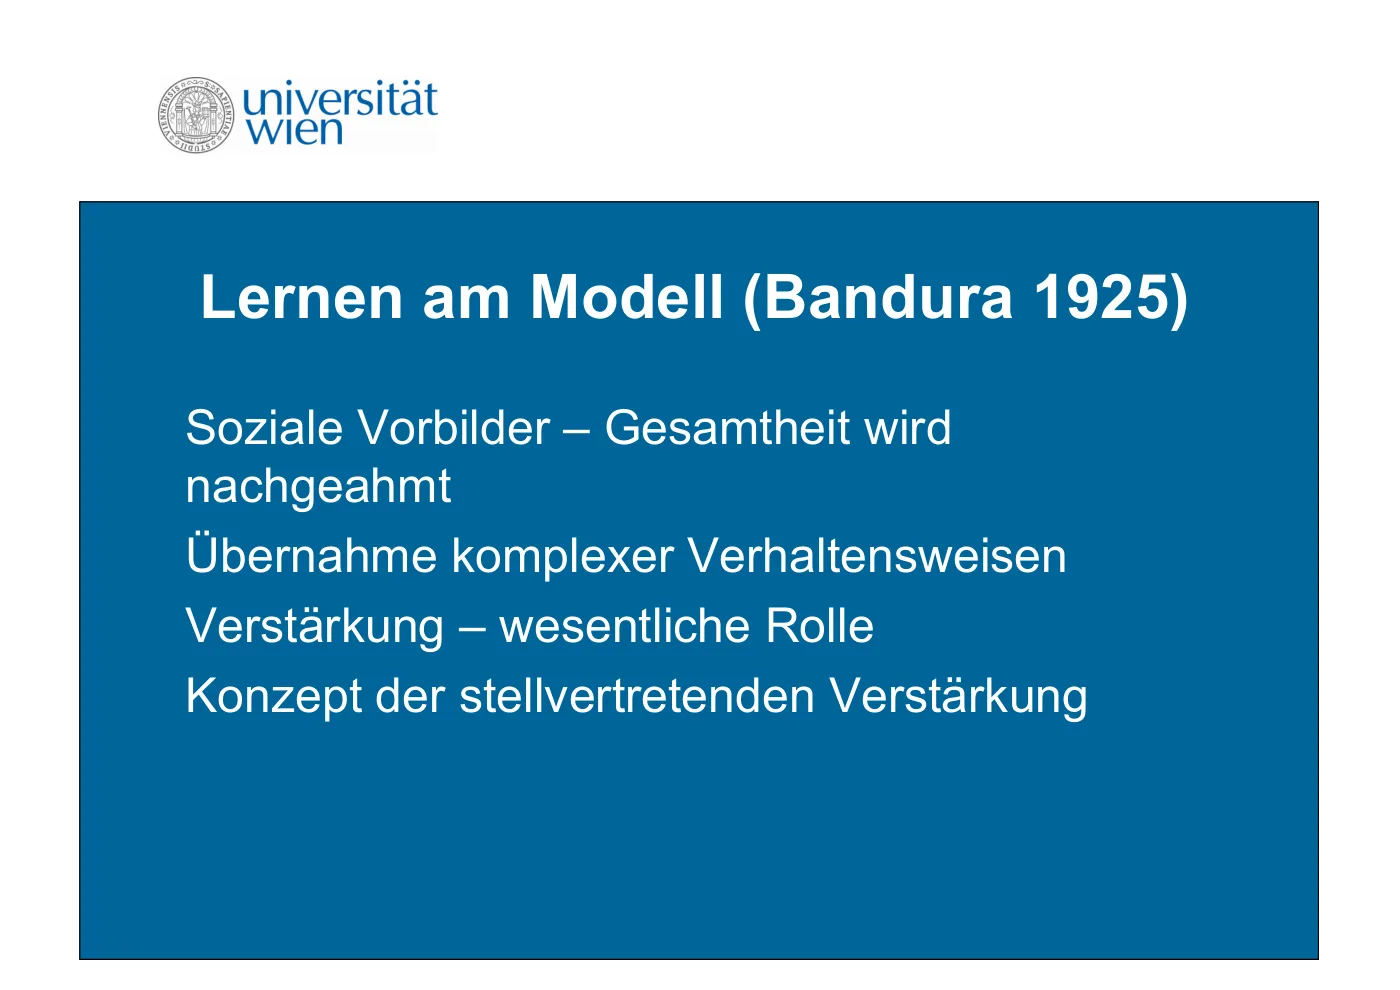 universität
wien
Lernen am Modell (Bandura 1925)
Soziale Vorbilder – Gesamtheit wird
nachgeahmt
Übernahme komplexer Verhaltensweisen
Verstärkung – wesentliche Rolle
Konzept der stellvertretenden Verstärkung